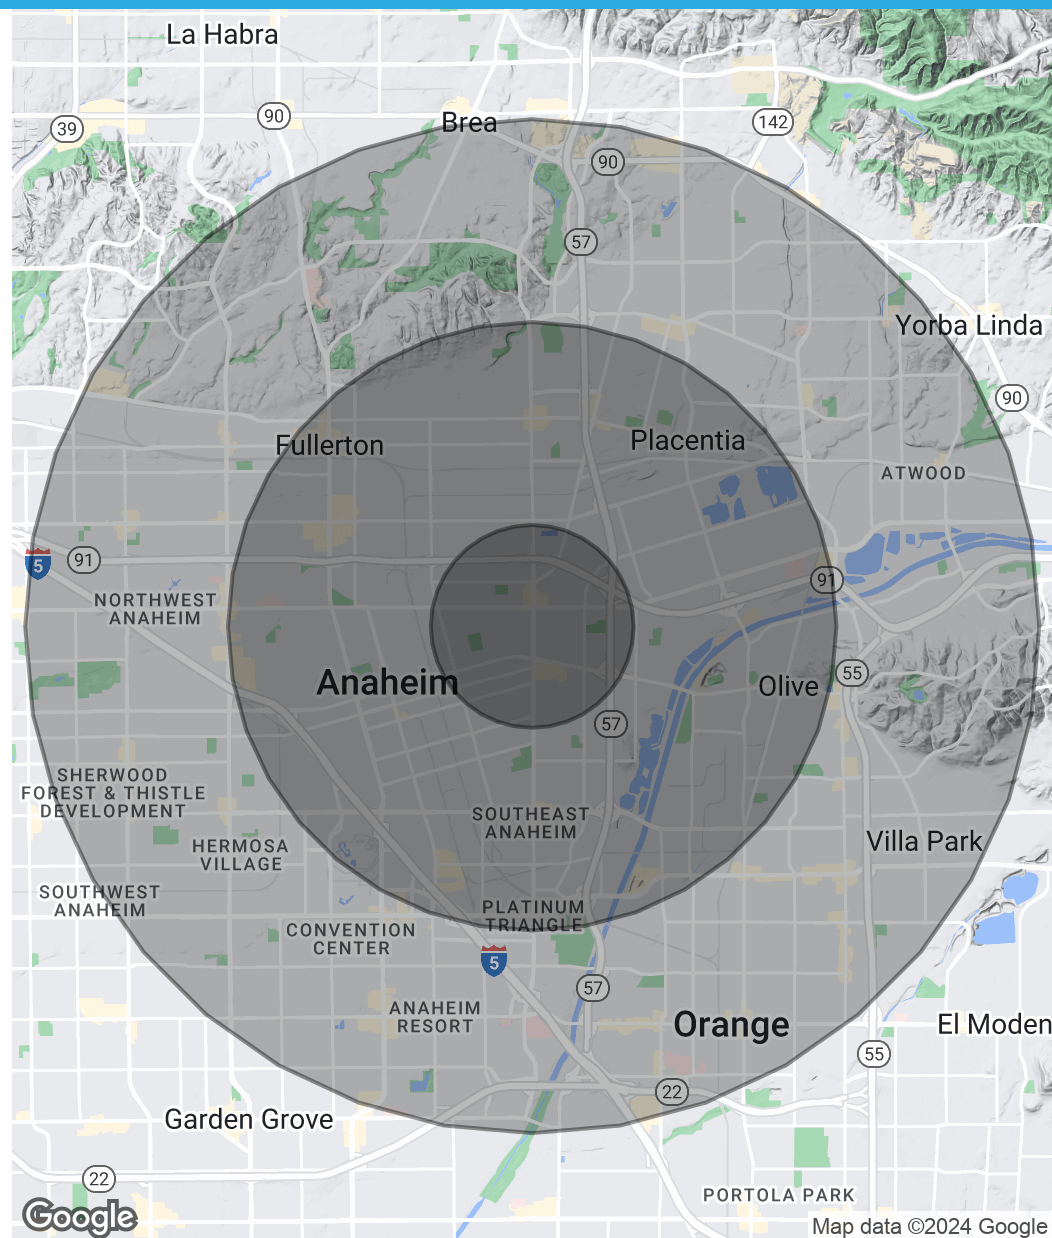 La Habra
39
90
Brea
142
90
57
Yorba Linda
90
Fullerton
Placentia
ATWOOD
5
91
91
NORTHWEST
ANAHEIM
Anaheim
Olive
55
57
SHERWOOD
FOREST & THISTLE
DEVELOPMENT
SOUTHEAST
ANAHEIM
HERMOSA
VILLAGE
Villa Park
SOUTHWEST
ANAHEIM
PLATINUM
TRIANGLE
CONVENTION
CENTER
5
57
ANAHEIM
RESORT
Orange
El Moden
55
22
Garden Grove
22
PORTOLA PARK
Google
Map data ©2024 Google